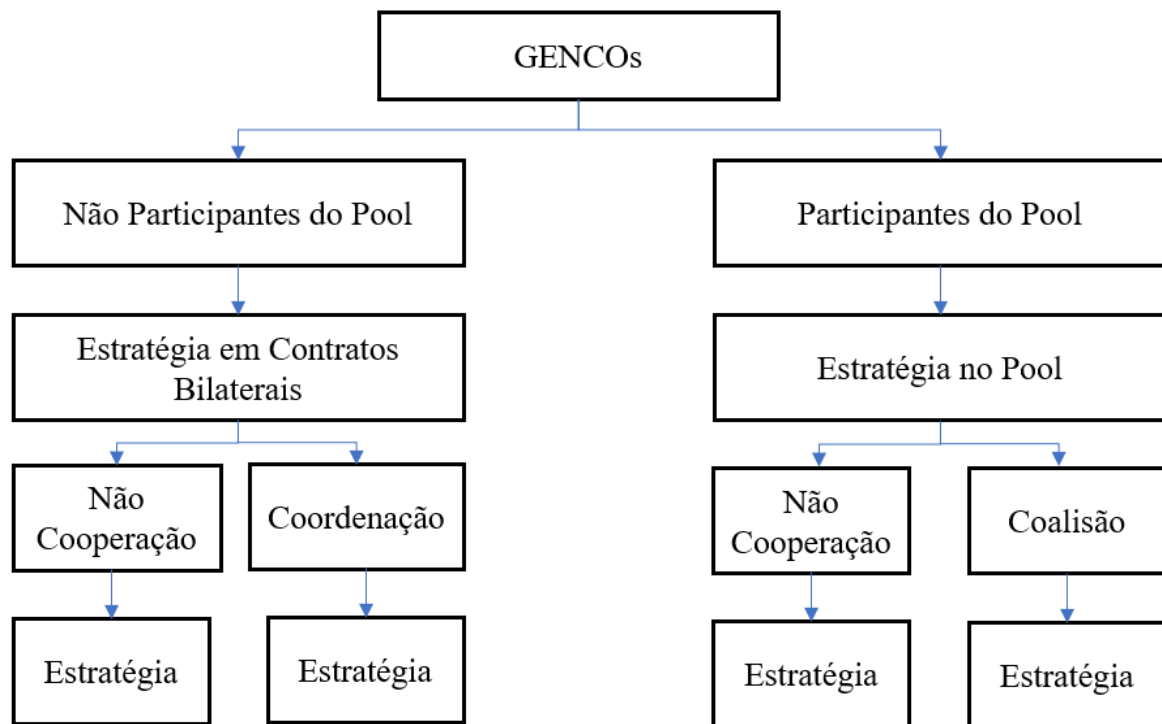 GENCOs
Não Participantes do Pool
Participantes do Pool
Estratégia em Contratos
Bilaterais
Estratégia no Pool
Não
Cooperação
Coordenação
Não
Cooperação
Coalisão
Estratégia
Estratégia
Estratégia
Estratégia